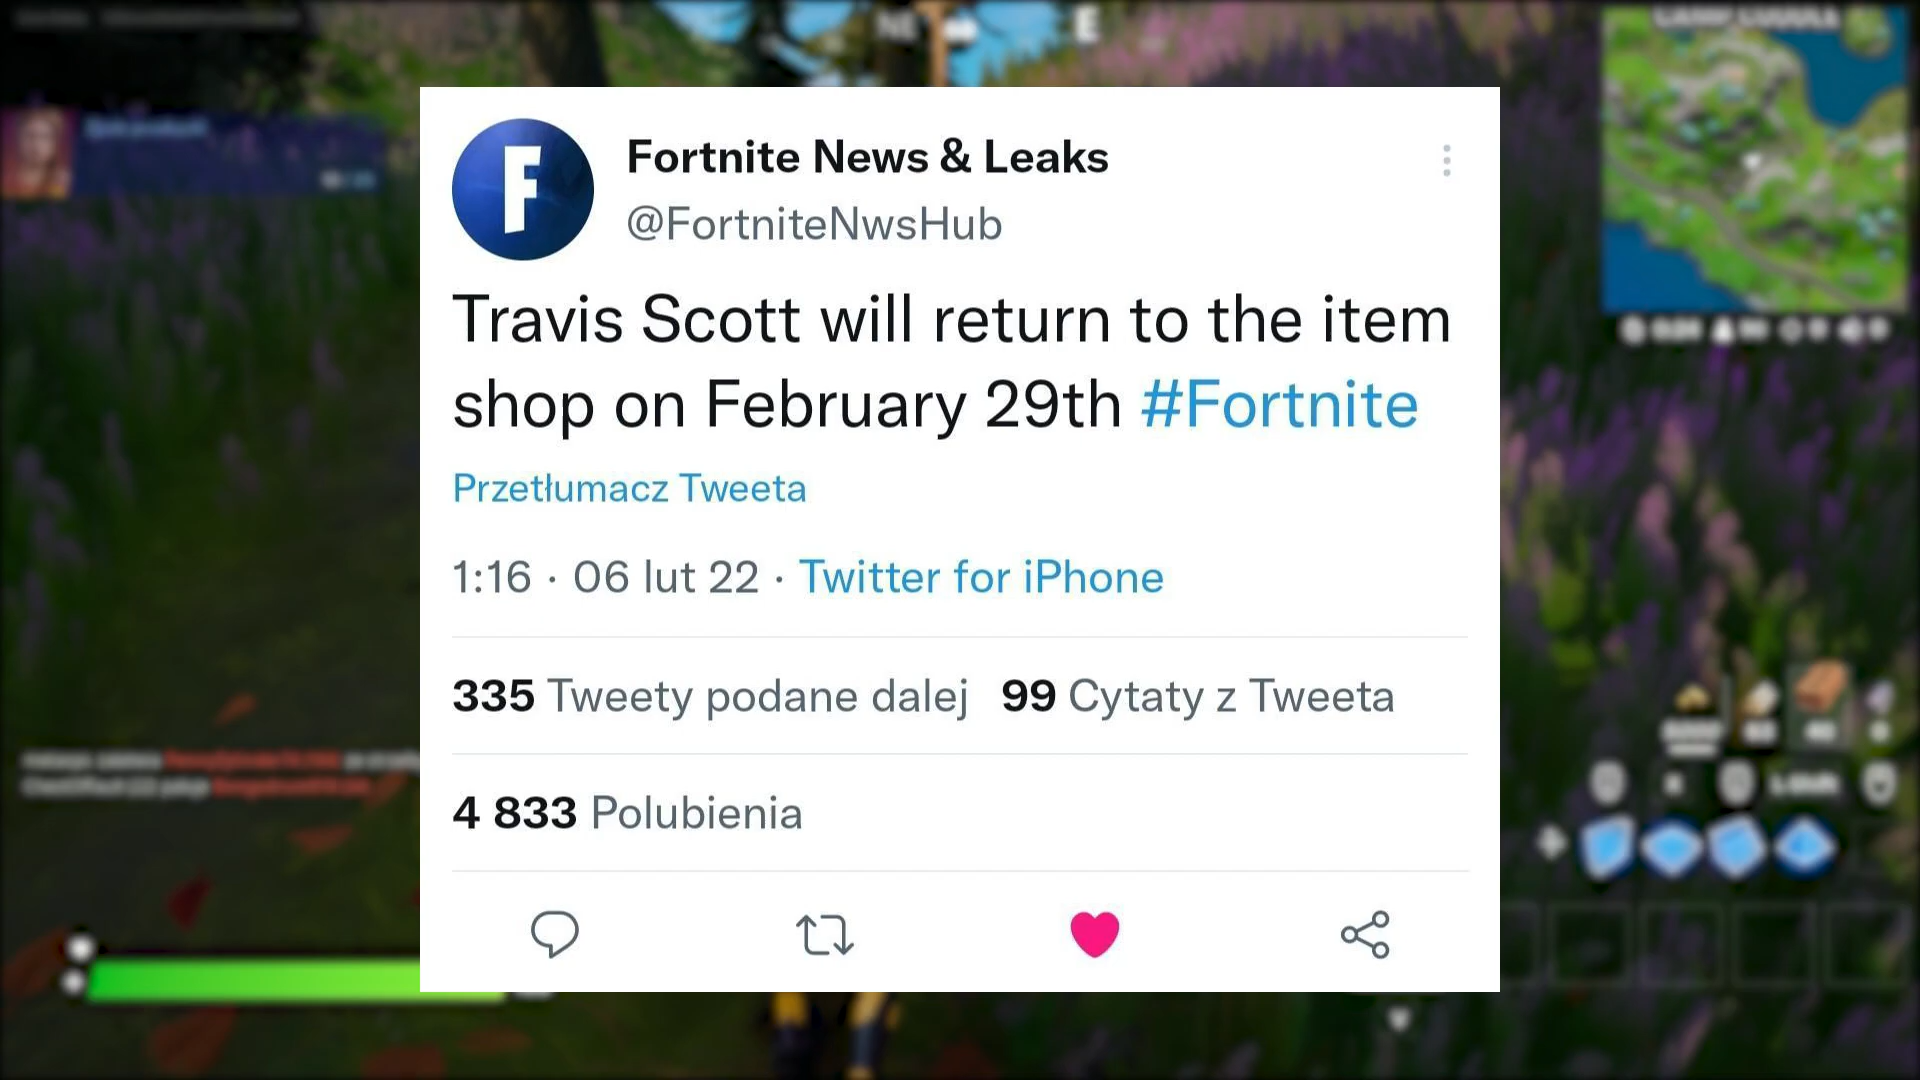 NE
E
Fortnite News & Leaks
@FortniteNwsHub
Travis Scott will return to the item
shop on February 29th #Fortnite
Przetłumacz Tweeta
1:16 · 06 lut 22 · Twitter for iPhone
335 Tweety podane dalej 99 Cytaty z Tweeta
4 833 Polubienia